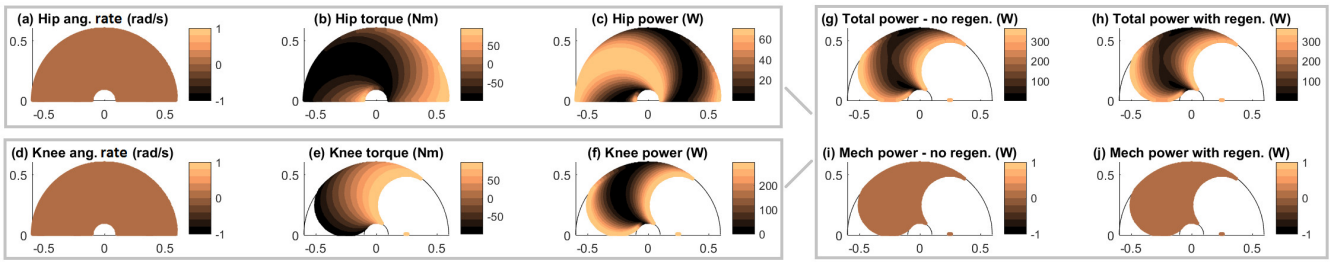 (a) Hip ang. rate (rad/s)
0.5
0
-0.5 0 0.5
1
0
-1
(b) Hip torque (Nm)
0.5
0
-0.5 0 0.5
50
0
-50
(c) Hip power (W)
0.5
0
-0.5 0 0.5
60
40
20
(g) Total power - no regen. (W)
0.5
0
-0.5 0 0.5
300
200
100
(h) Total power with regen. (W)
0.5
0
-0.5 0 0.5
300
200
100
(d) Knee ang. rate (rad/s)
0.5
0
-0.5 0 0.5
1
0
-1
(e) Knee torque (Nm)
0.5
0
-0.5 0 0.5
50
0
-50
(f) Knee power (W)
0.5
0
-0.5 0 0.5
200
100
0
(i) Mech power - no regen. (W)
0.5
0
-0.5 0 0.5
1
0
-1
(j) Mech power with regen. (W)
0.5
0
-0.5 0 0.5
1
0
-1